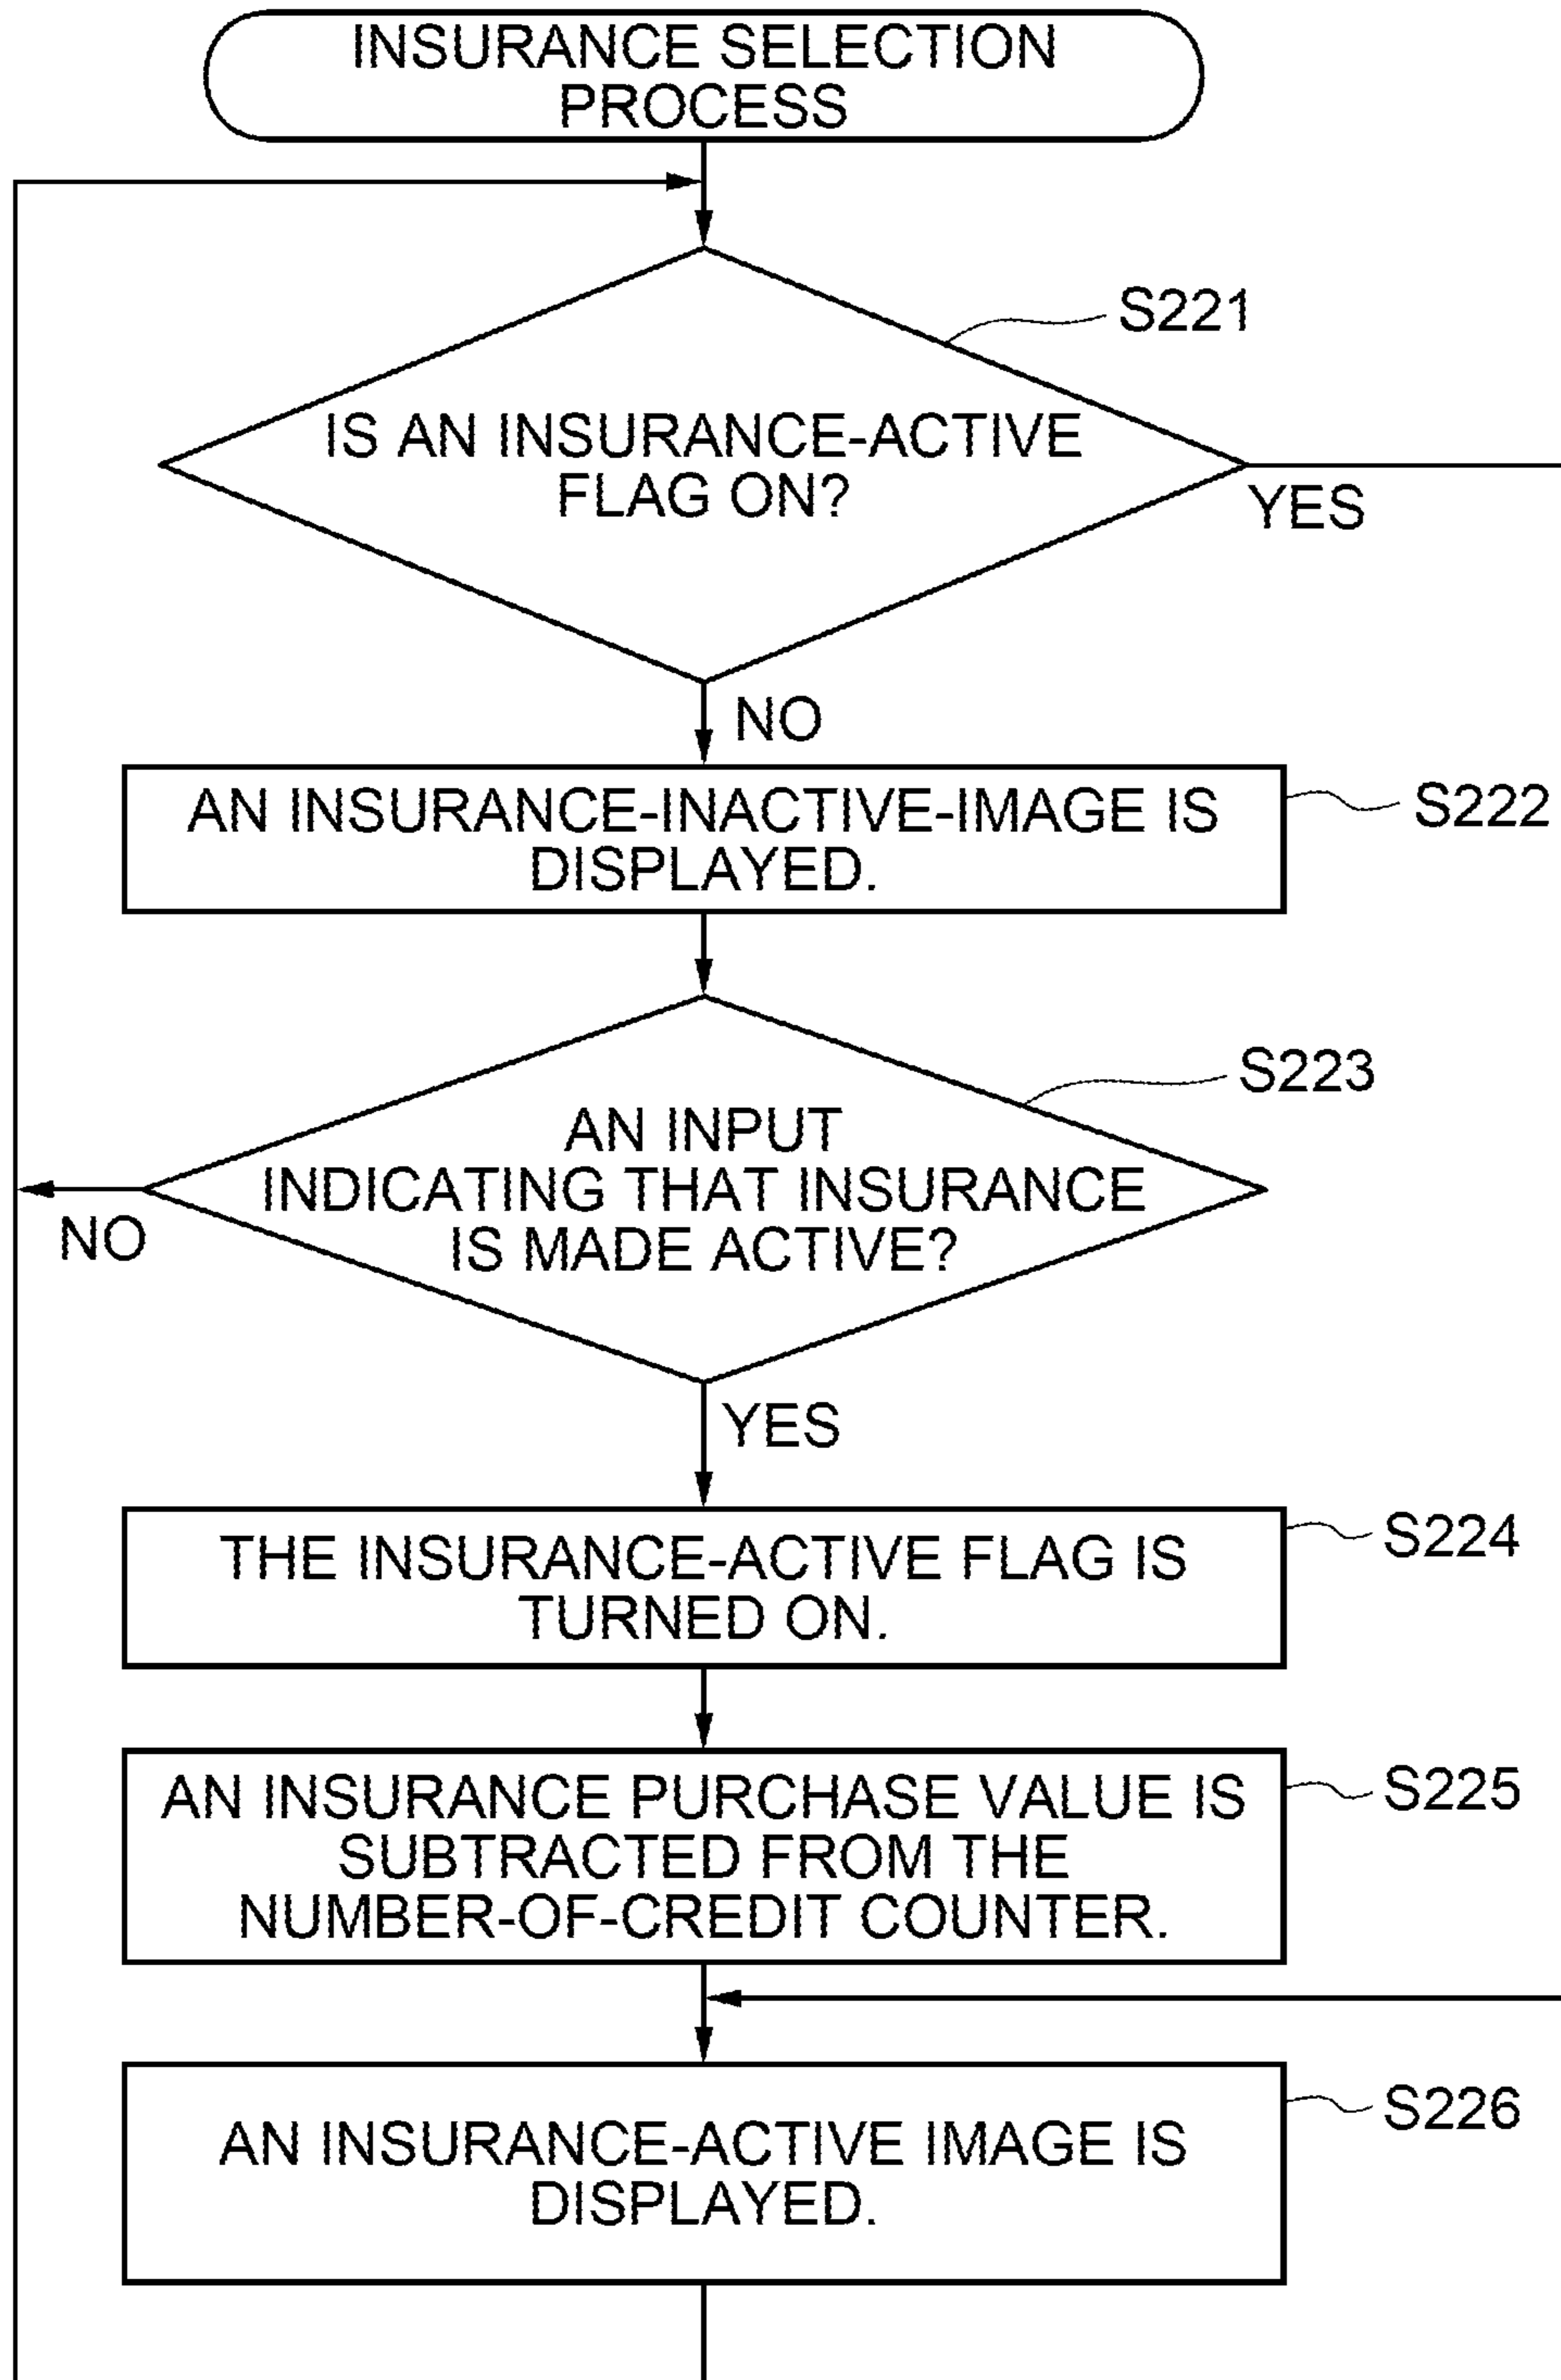 INSURANCE SELECTION
PROCESS
S221
IS AN INSURANCE-ACTIVE
FLAG ON?
YES
NO
AN INSURANCE-INACTIVE-IMAGE IS
DISPLAYED.
S222
S223
AN INPUT
INDICATING THAT INSURANCE
IS MADE ACTIVE?
NO
YES
THE INSURANCE-ACTIVE FLAG IS
TURNED ON.
S224
AN INSURANCE PURCHASE VALUE IS
SUBTRACTED FROM THE
NUMBER-OF-CREDIT COUNTER.
S225
AN INSURANCE-ACTIVE IMAGE IS
DISPLAYED.
S226